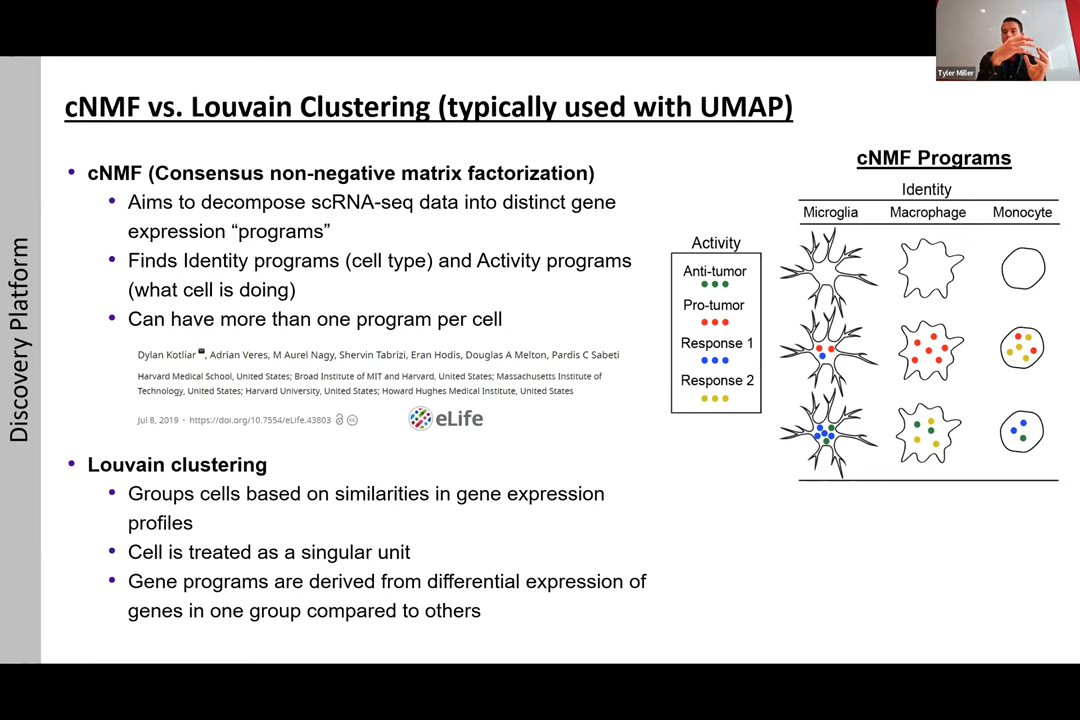 Tyler Miller
Discovery Platform
cNMF vs. Louvain Clustering (typically used with UMAP)
• cNMF (Consensus non-negative matrix factorization)
• Aims to decompose scRNA-seq data into distinct gene
expression “programs”
• Finds Identity programs (cell type) and Activity programs
(what cell is doing)
• Can have more than one program per cell
Dylan Kotliar, Adrian Veres, M Aurel Nagy, Shervin Tabrizi, Eran Hodis, Douglas A Melton, Pardis C Sabeti
Harvard Medical School, United States; Broad Institute of MIT and Harvard, United States; Massachusetts Institute of
Technology, United States; Harvard University, United States; Howard Hughes Medical Institute, United States
Jul 8, 2019 · https://doi.org/10.7554/eLife.43803
eLife
• Louvain clustering
• Groups cells based on similarities in gene expression
profiles
• Cell is treated as a singular unit
• Gene programs are derived from differential expression of
genes in one group compared to others
cNMF Programs
Identity
Microglia Macrophage Monocyte
Activity
Anti-tumor
Pro-tumor
Response 1
Response 2